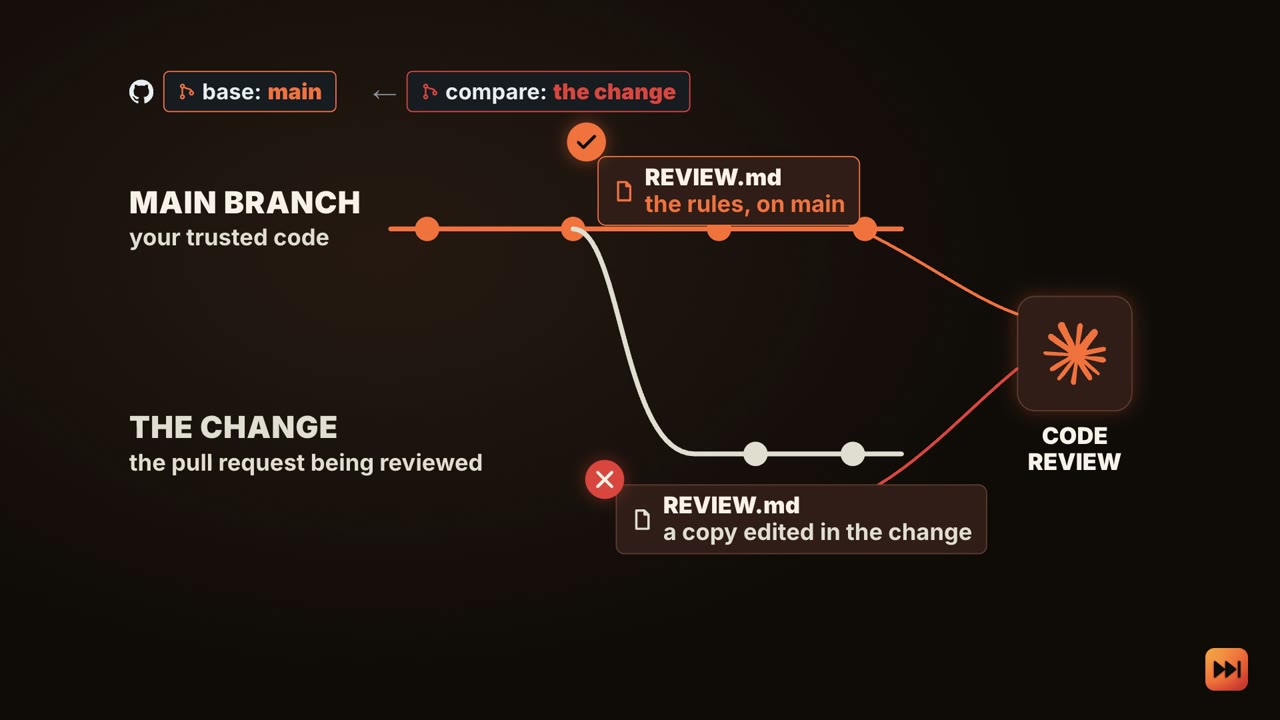 base: main ← compare: the change
REVIEW.md
the rules, on main
MAIN BRANCH
your trusted code
THE CHANGE
the pull request being reviewed
CODE
REVIEW
REVIEW.md
a copy edited in the change